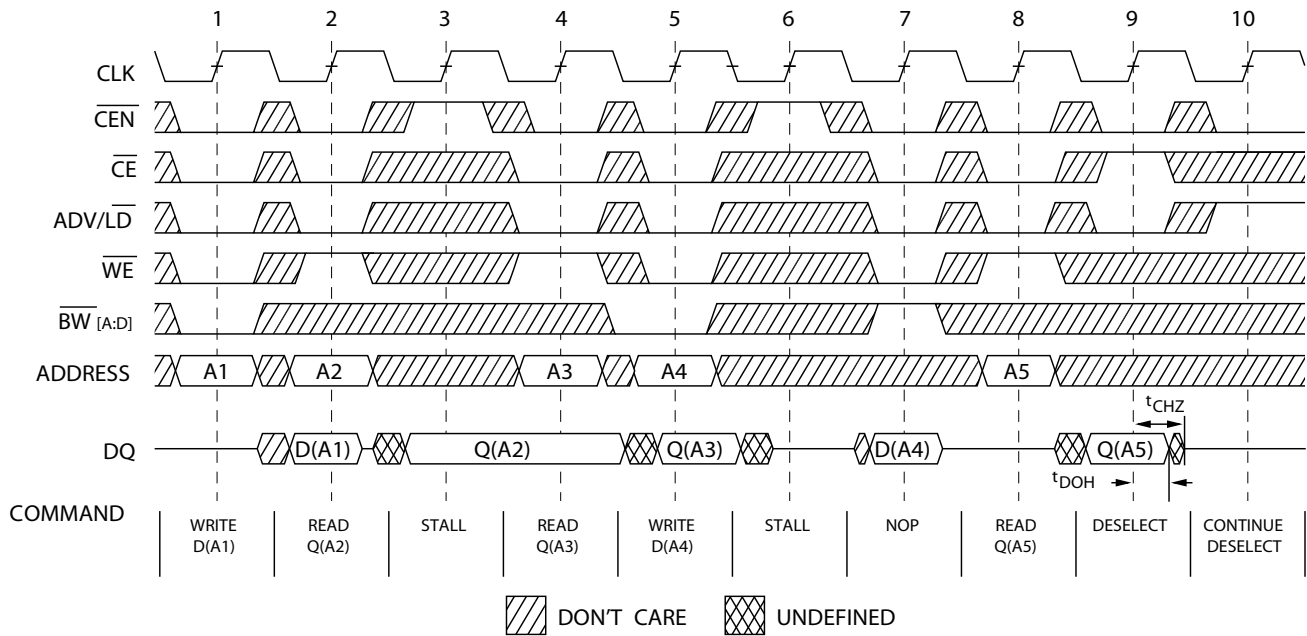 1 2 3 4 5 6 7 8 9 10
CLK
CEN
CE
ADV/LD
WE
BW [A:D]
ADDRESS A1 A2 A3 A4 A5
tCHZ
DQ D(A1) Q(A2) Q(A3) D(A4) Q(A5)
tDOH
COMMAND
WRITE READ STALL READ WRITE STALL NOP READ DESELECT CONTINUE
D(A1) Q(A2) Q(A3) D(A4) Q(A5) DESELECT
DON'T CARE UNDEFINED